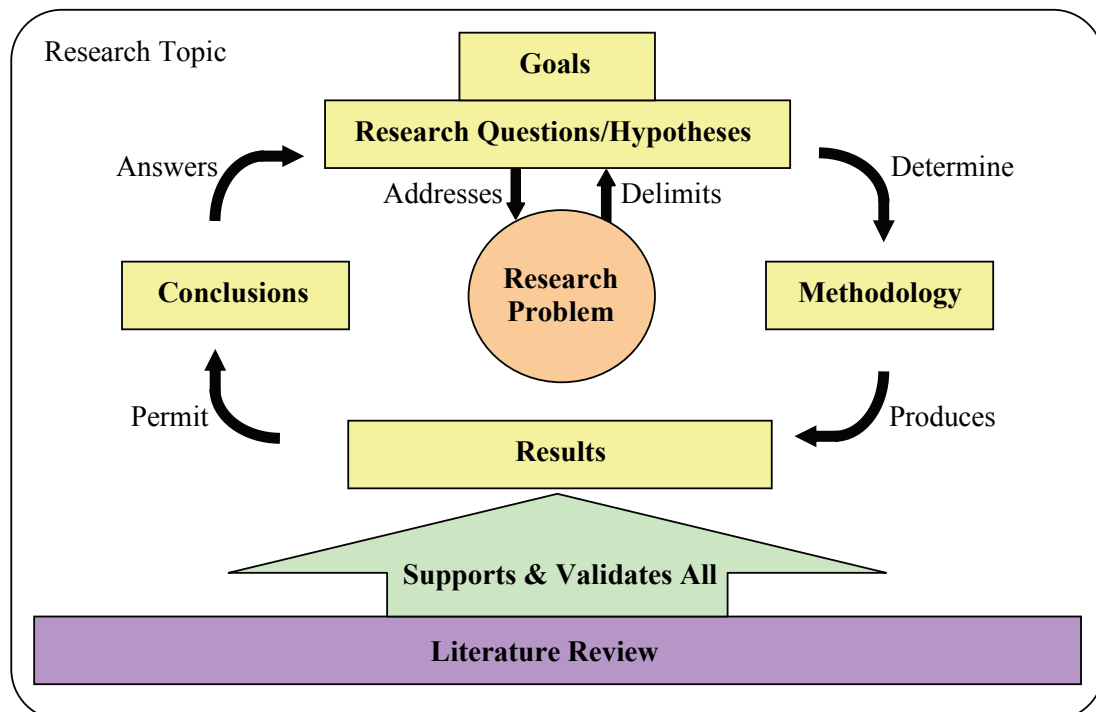 Research Topic
Goals
Research Questions/Hypotheses
Answers
Addresses
Delimits
Determine
Research
Problem
Conclusions
Methodology
Permit
Produces
Results
Supports & Validates All
Literature Review